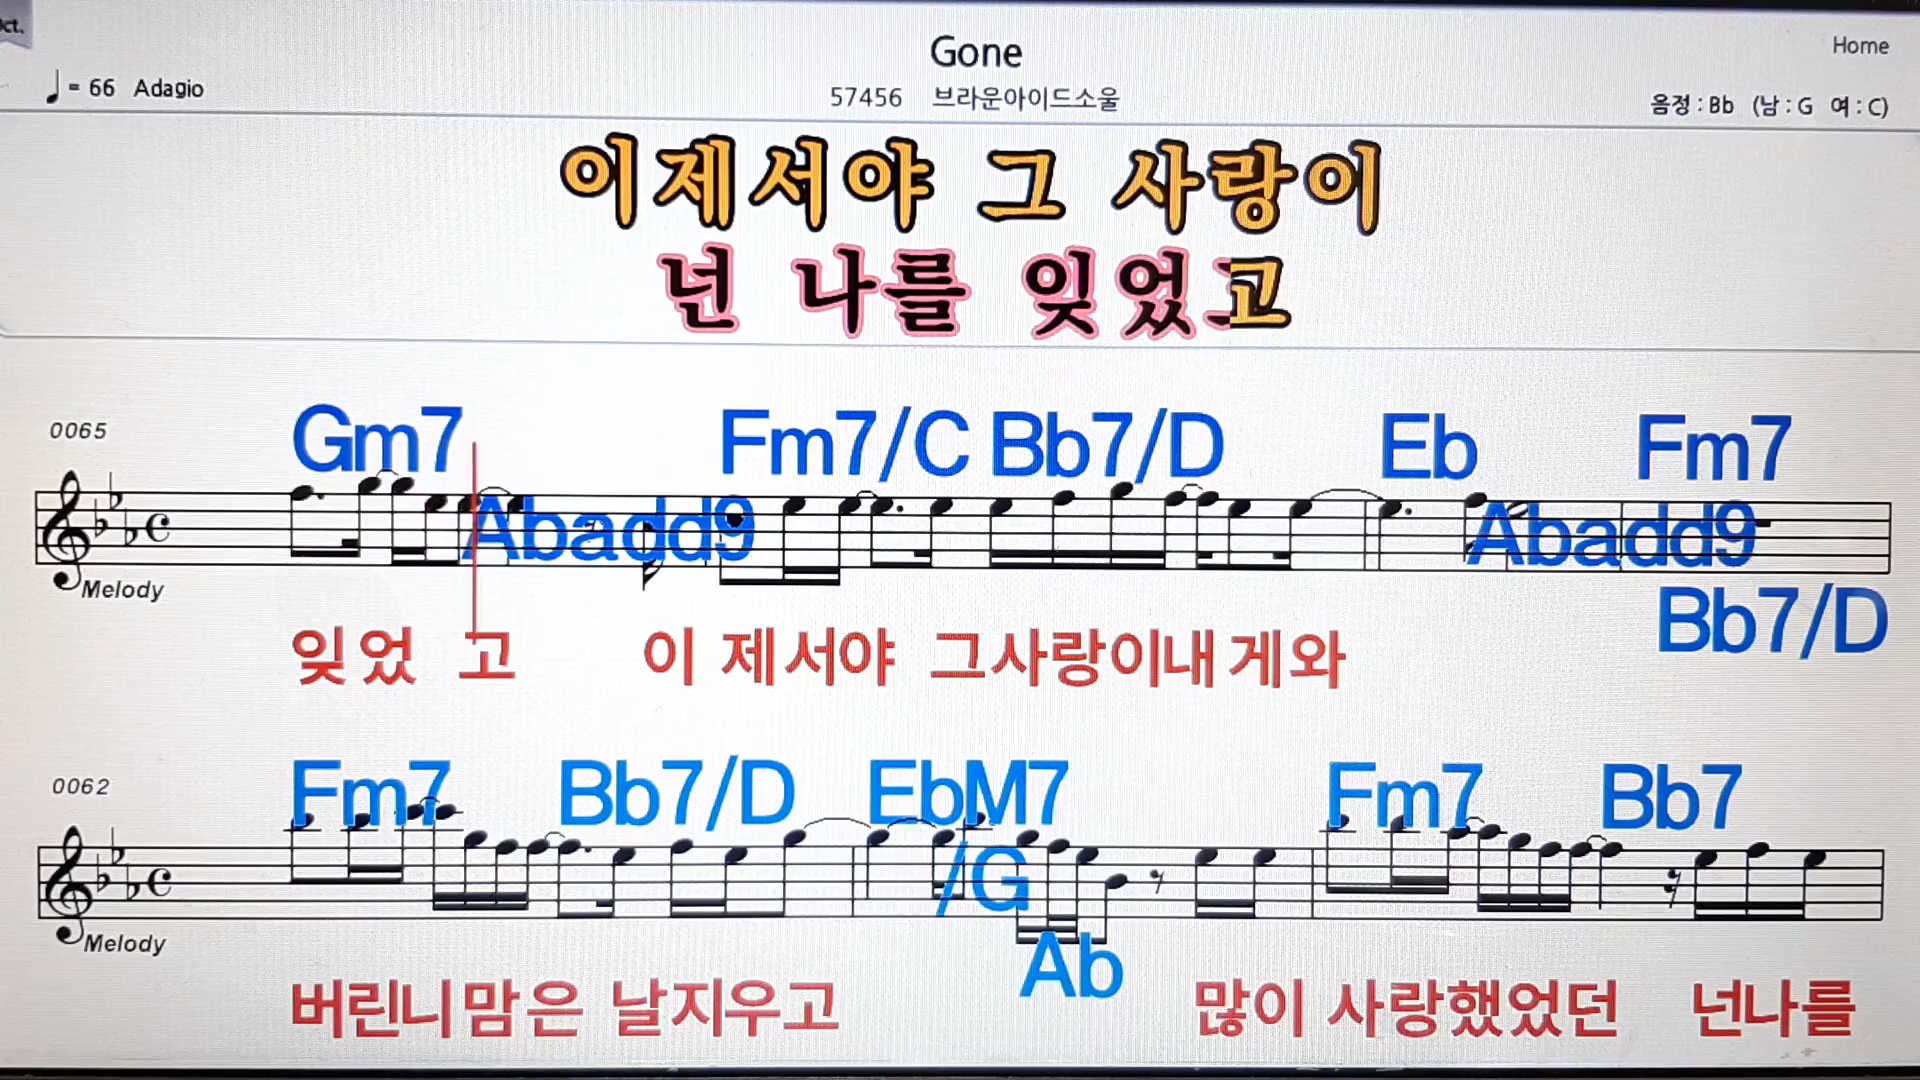 ct.
Gone
Home
= 66 Adagio
57456 브라운아이드소울
음정 : Bb (남 : G 여 : C)
이제서야 그 사랑이
넌 나를 잊었고
0065
Gm7 Fm7/C Bb7/D Eb Fm7
Abadd9 Abadd9
Melody
Bb7/D
잊었 고 이 제서야 그사랑이내게와
0062
Fm7 Bb7/D EbM7 Fm7 Bb7
/G
Melody
Ab
버린니맘은 날지우고 많이 사랑했었던 넌나를